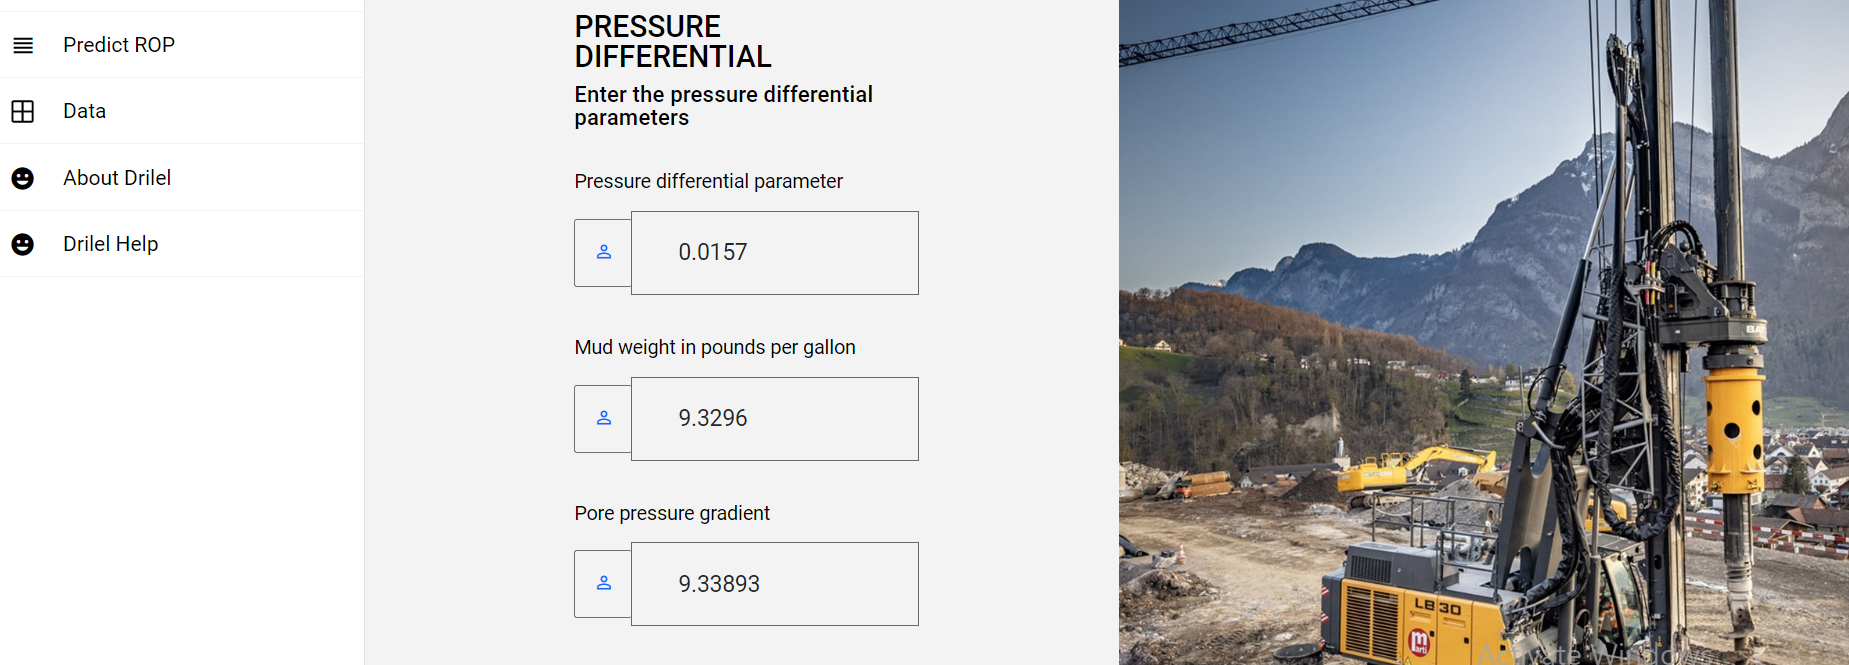 Predict ROP
Data
About Drilel
Drilel Help
PRESSURE
DIFFERENTIAL
Enter the pressure differential
parameters
Pressure differential parameter
0.0157
Mud weight in pounds per gallon
9.3296
Pore pressure gradient
9.33893
LB 30
m
marti
Activate Windows